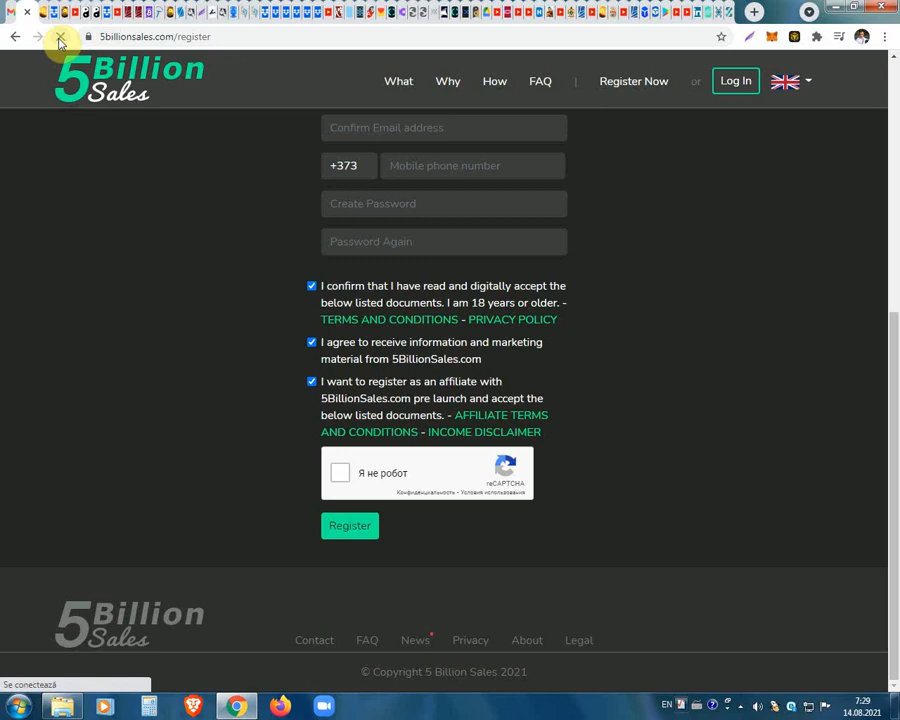 5billionsales.com/register
5Billion
Sales
What Why How FAQ | Register Now or Log In
Confirm Email address
+373 Mobile phone number
Create Password
Password Again
I confirm that I have read and digitally accept the
below listed documents. I am 18 years or older. -
TERMS AND CONDITIONS - PRIVACY POLICY
I agree to receive information and marketing
material from 5BillionSales.com
I want to register as an affiliate with
5BillionSales.com pre launch and accept the
below listed documents. - AFFILIATE TERMS
AND CONDITIONS - INCOME DISCLAIMER
Я не робот
reCAPTCHA
Конфиденциальность - Условия использования
Register
5Billion
Sales
Contact FAQ News Privacy About Legal
© Copyright 5 Billion Sales 2021
Se conectează
EN 7:29
14.08.2021